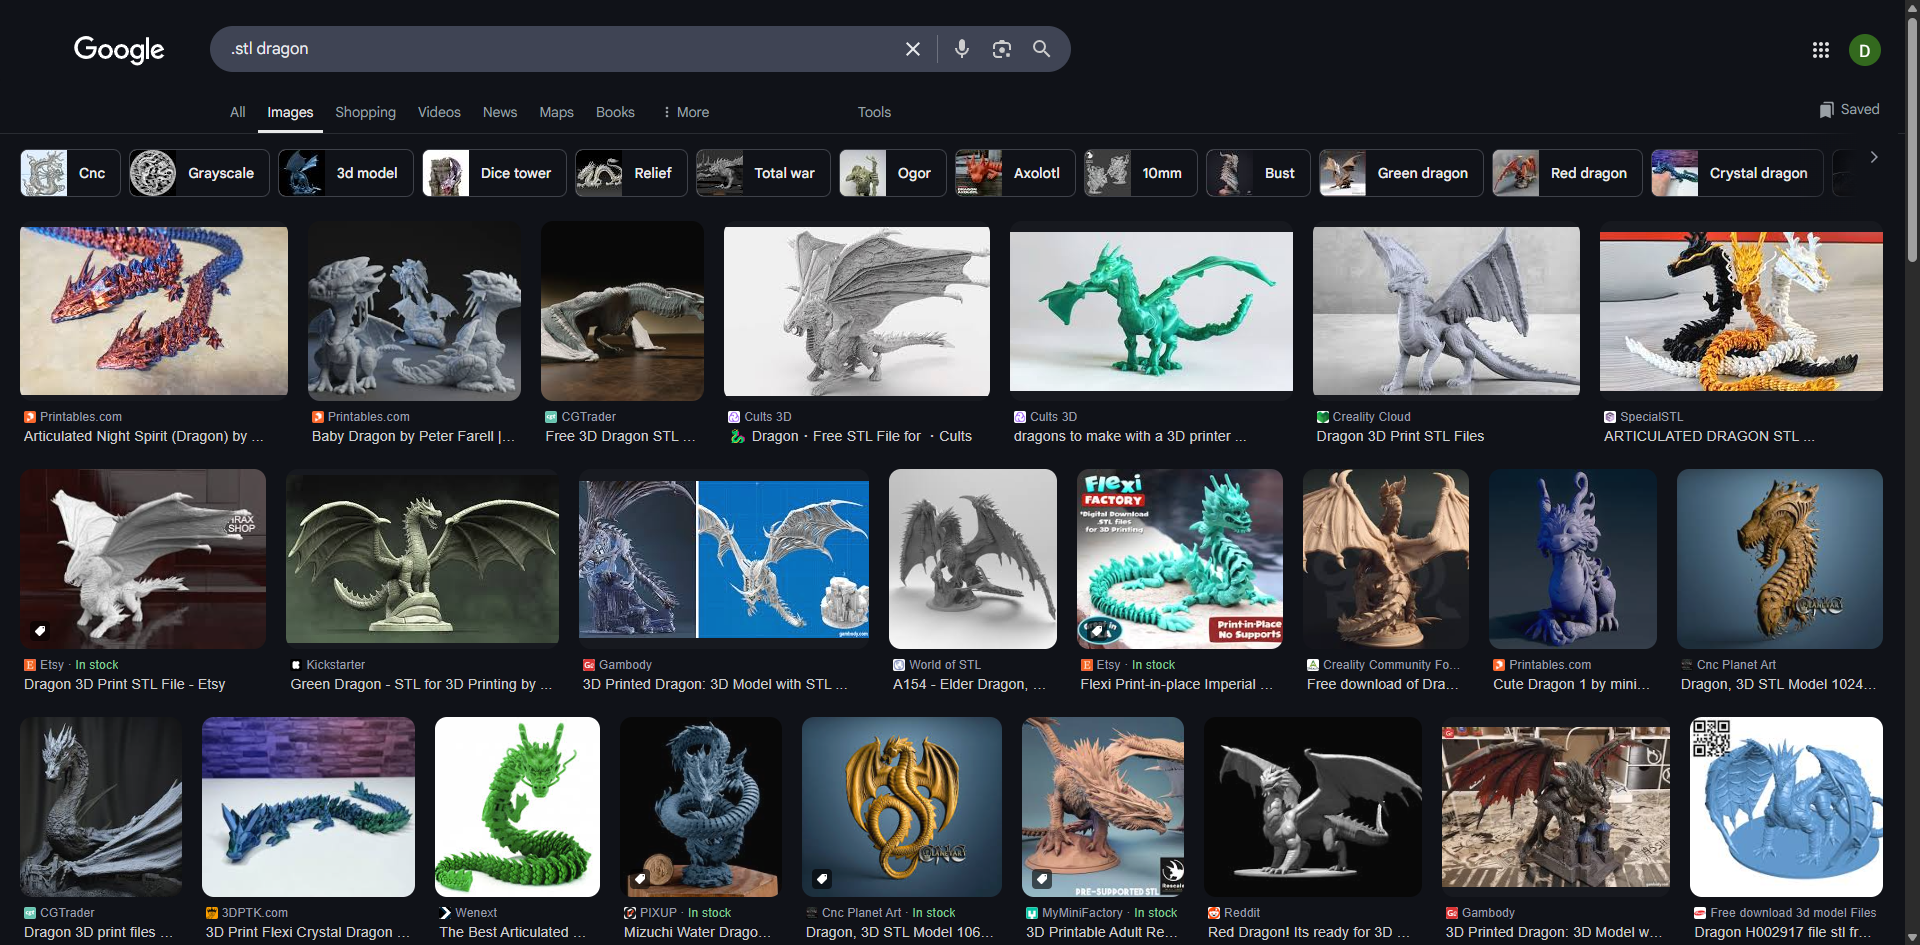 Google
.stl dragon
D
All Images Shopping Videos News Maps Books More Tools
Saved
Cnc Grayscale 3d model Dice tower Relief Total war Ogor Axolotl 10mm Bust Green dragon Red dragon Crystal dragon
Printables.com
Articulated Night Spirit (Dragon) by ...
Printables.com
Baby Dragon by Peter Farell |...
CGTrader
Free 3D Dragon STL ...
Cults 3D
🐉 Dragon・Free STL File for ・Cults
Cults 3D
dragons to make with a 3D printer ...
Creality Cloud
Dragon 3D Print STL Files
SpecialSTL
ARTICULATED DRAGON STL ...
SHOP
Etsy · In stock
Dragon 3D Print STL File - Etsy
Kickstarter
Green Dragon - STL for 3D Printing by ...
gambody.com
Gambody
3D Printed Dragon: 3D Model with STL ...
World of STL
A154 - Elder Dragon, ...
Flexi
FACTORY
*Digital Download
.STL files
for 3D Printing
Print-in-Place
No Supports
Etsy · In stock
Flexi Print-in-place Imperial ...
Creality Community Fo...
Free download of Dra...
Printables.com
Cute Dragon 1 by mini...
CNC
Cnc Planet Art
Dragon, 3D STL Model 1024...
CGTrader
Dragon 3D print files ...
3DPTK.com
3D Print Flexi Crystal Dragon ...
Wenext
The Best Articulated ...
PIXUP · In stock
Mizuchi Water Drago...
CNC
Cnc Planet Art · In stock
Dragon, 3D STL Model 106...
PRE-SUPPORTED STL
MyMiniFactory · In stock
3D Printable Adult Re...
Reddit
Red Dragon! Its ready for 3D ...
gambody.com
Gambody
3D Printed Dragon: 3D Model w...
Free download 3d model Files
Dragon H002917 file stl fr...